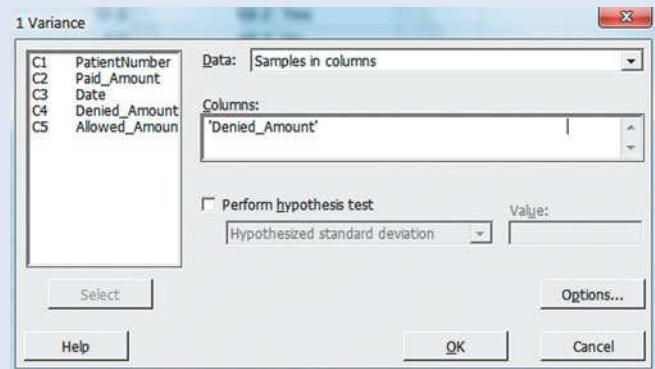 1 Variance
C1 PatientNumber
C2 Paid_Amount
C3 Date
C4 Denied_Amount
C5 Allowed_Amoun
Data: Samples in columns
Columns:
'Denied_Amount'
Perform hypothesis test
Value:
Hypothesized standard deviation
Select
Options...
Help
OK
Cancel